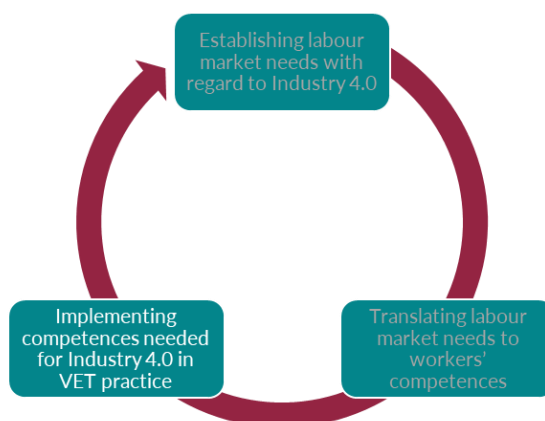 Establishing labour
market needs with
regard to Industry 4.0
Implementing
competences needed
for Industry 4.0 in
VET practice
Translating labour
market needs to
workers'
competences